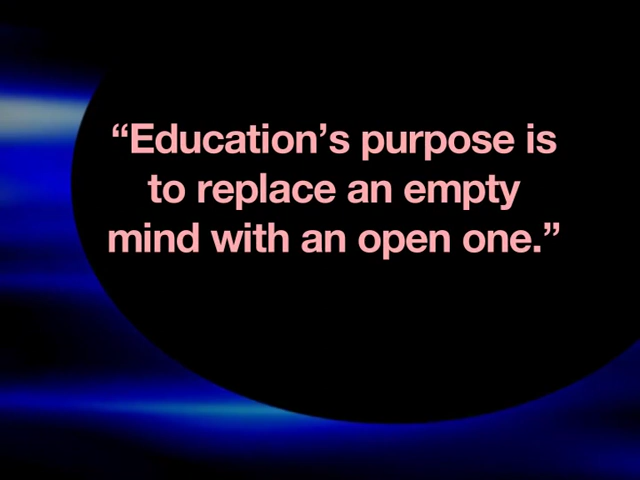 “Education’s purpose is
to replace an empty
mind with an open one.”